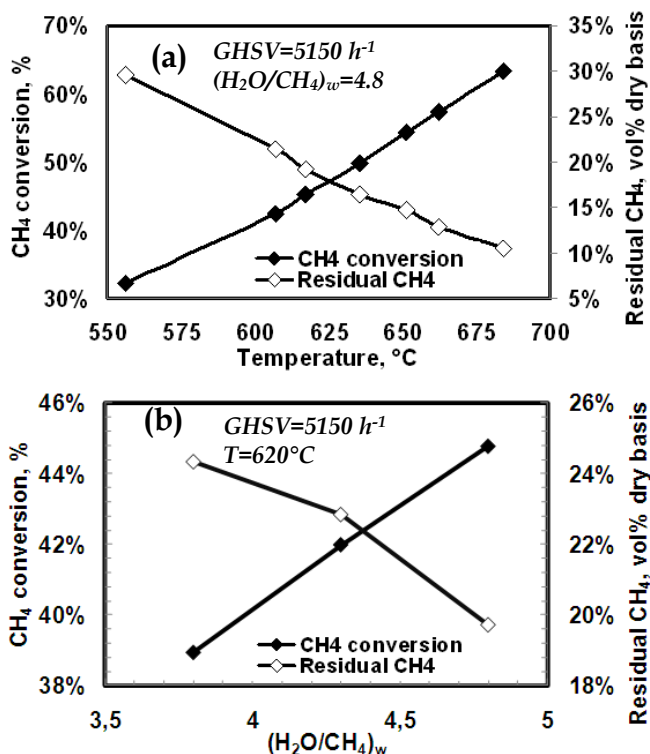 (a)
GHSV=5150 h⁻¹
(H₂O/CH₄)w=4.8
CH₄ conversion, %
70%
60%
50%
40%
30%
Residual CH₄, vol% dry basis
35%
30%
25%
20%
15%
10%
5%
CH4 conversion
Residual CH4
550 575 600 625 650 675 700
Temperature, °C
(b)
GHSV=5150 h⁻¹
T=620°C
CH₄ conversion, %
46%
44%
42%
40%
38%
Residual CH₄, vol% dry basis
26%
24%
22%
20%
18%
CH4 conversion
Residual CH4
3,5 4 4,5 5
(H₂O/CH₄)w